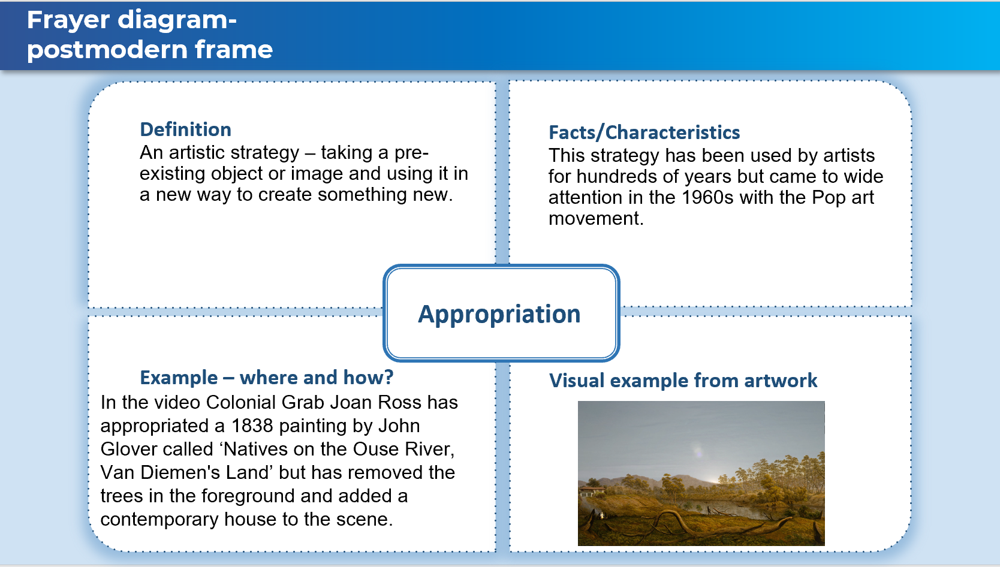 Frayer diagram-
postmodern frame
Definition
An artistic strategy – taking a pre-
existing object or image and using it in
a new way to create something new.
Facts/Characteristics
This strategy has been used by artists
for hundreds of years but came to wide
attention in the 1960s with the Pop art
movement.
Appropriation
Example – where and how?
In the video Colonial Grab Joan Ross has
appropriated a 1838 painting by John
Glover called ‘Natives on the Ouse River,
Van Diemen's Land’ but has removed the
trees in the foreground and added a
contemporary house to the scene.
Visual example from artwork